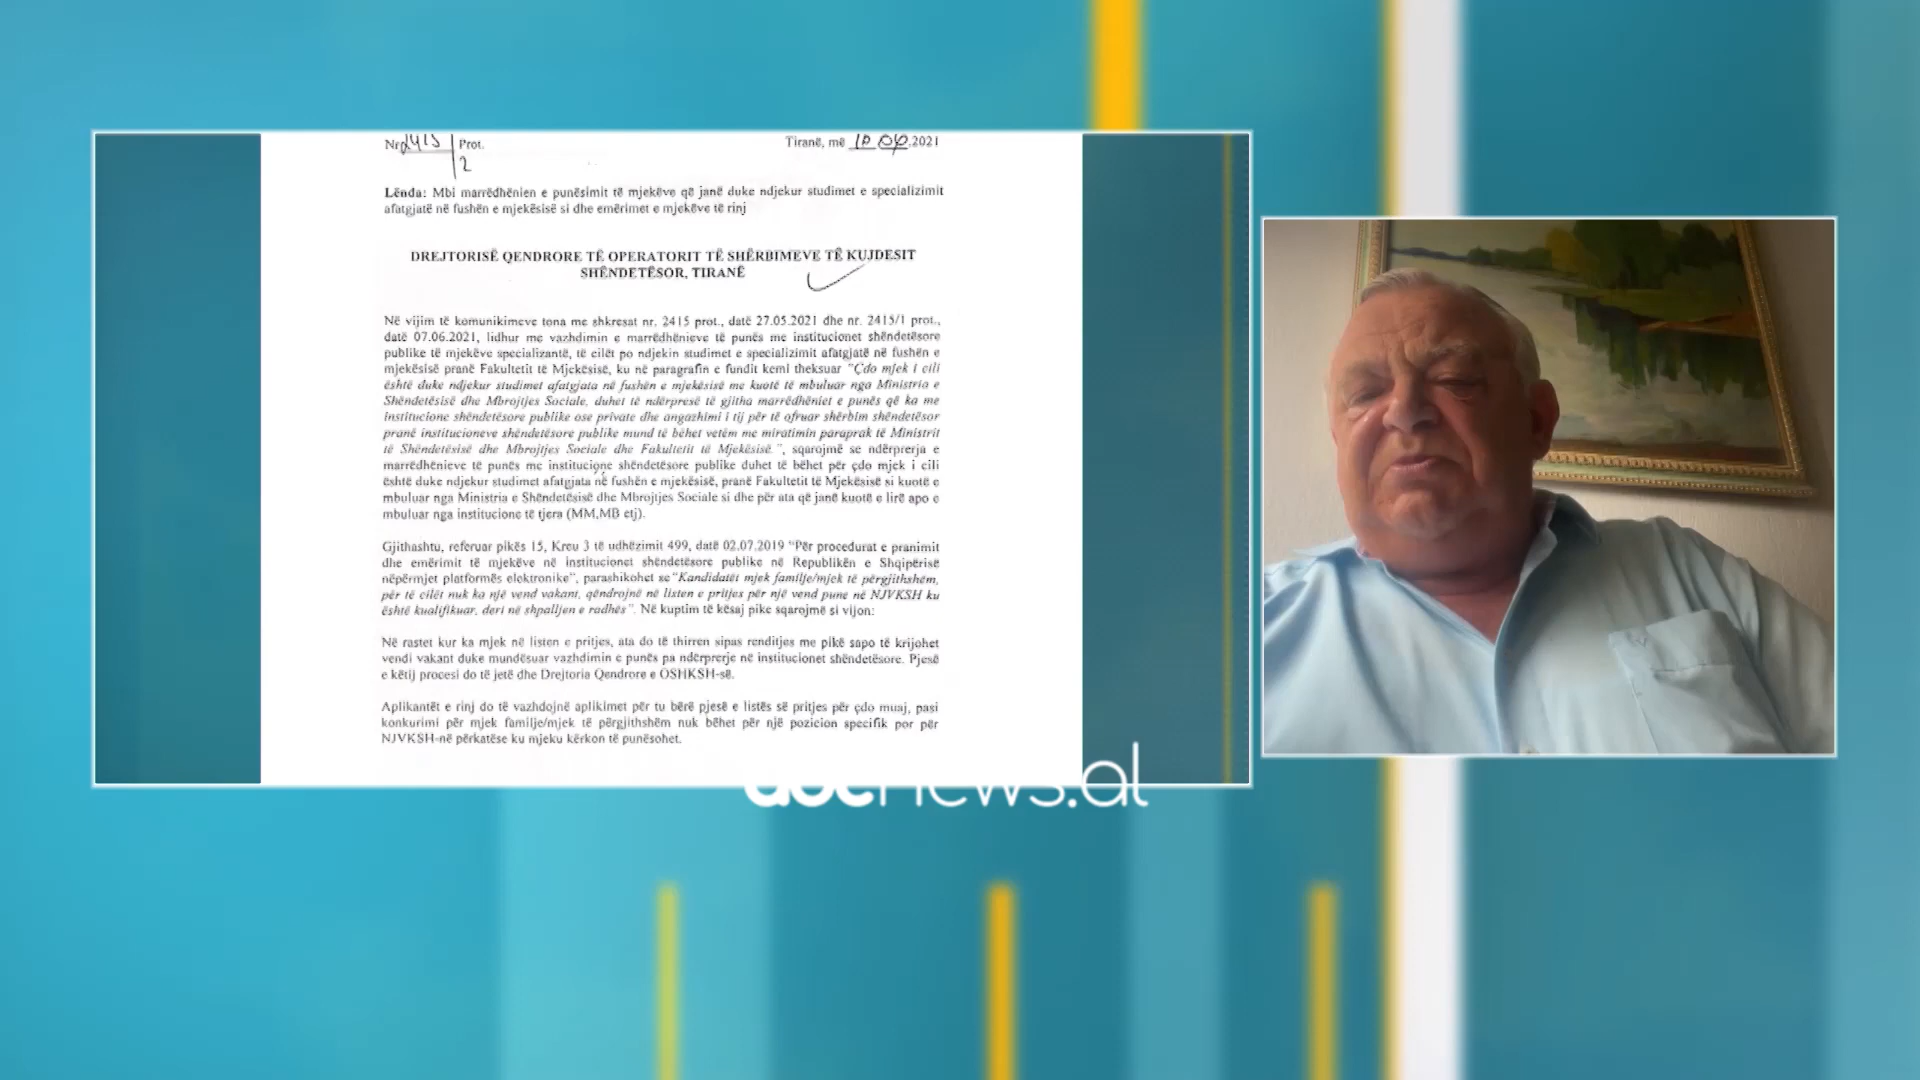 Nr 2415 Prot.
2
Tiranë, më 2021
Lënda: Mbi marrëdhënien e punësimit të mjekëve që janë duke ndjekur studimet e specializimit
afatgjatë në fushën e mjekësisë si dhe emërimet e mjekëve të rinj
DREJTORISË QENDRORE TË OPERATORIT TË SHËRBIMEVE TË KUJDESIT
SHËNDETËSOR, TIRANË
Në vijim të komunikimeve tona me shkresat nr. 2415 prot., datë 27.05.2021 dhe nr. 2415/1 prot.,
datë 07.06.2021, lidhur me vazhdimin e marrëdhënieve të punës me institucionet shëndetësore
publike të mjekëve specializantë, të cilët po ndjekin studimet e specializimit afatgjatë në fushën e
mjekësisë pranë Fakultetit të Mjekësisë, ku në paragrafin e fundit kemi theksuar "Çdo mjek i cili
është duke ndjekur studimet afatgjata në fushën e mjekësisë me kuotë të mbuluar nga Ministria e
Shëndetësisë dhe Mbrojtjes Sociale, duhet të ndërpresë të gjitha marrëdhëniet e punës që ka me
institucione shëndetësore publike ose private dhe angazhimi i tij për të ofruar shërbim shëndetësor
pranë institucioneve shëndetësore publike mund të bëhet vetëm me miratimin paraprak të Ministrit
të Shëndetësisë dhe Mbrojtjes Sociale dhe Fakultetit të Mjekësisë.", sqarojmë se ndërprerja e
marrëdhënieve të punës me institucione shëndetësore publike duhet të bëhet për çdo mjek i cili
është duke ndjekur studimet afatgjata në fushën e mjekësisë, pranë Fakultetit të Mjekësisë si kuotë e
mbuluar nga Ministria e Shëndetësisë dhe Mbrojtjes Sociale si dhe për ata që janë kuotë e lirë apo e
mbuluar nga institucione të tjera (MM,MB etj).
Gjithashtu, referuar pikës 15, Kreu 3 të udhëzimit 499, datë 02.07.2019 "Për procedurat e pranimit
dhe emërimit të mjekëve në institucionet shëndetësore publike në Republikën e Shqipërisë
nëpërmjet platformës elektronike", parashikohet se "Kandidatët mjek familje/mjek të përgjithshëm,
për të cilët nuk ka një vend vakant, qëndrojnë në listen e pritjes për një vend pune në NJVKSH ku
është kualifikuar, deri në shpalljen e radhës". Në kuptim të kësaj pike sqarojmë si vijon:
Në rastet kur ka mjek në listen e pritjes, ata do të thirren sipas renditjes me pikë sapo të krijohet
vendi vakant duke mundësuar vazhdimin e punës pa ndërprerje në institucionet shëndetësore. Pjesë
e këtij procesi do të jetë dhe Drejtoria Qendrore e OSHKSH-së.
Aplikantët e rinj do të vazhdojnë aplikimet për tu bërë pjesë e listës së pritjes për çdo muaj, pasi
konkurimi për mjek familje/mjek të përgjithshëm nuk bëhet për një pozicion specifik por për
NJVKSH-në përkatëse ku mjeku kërkon të punësohet.
abcnews.al